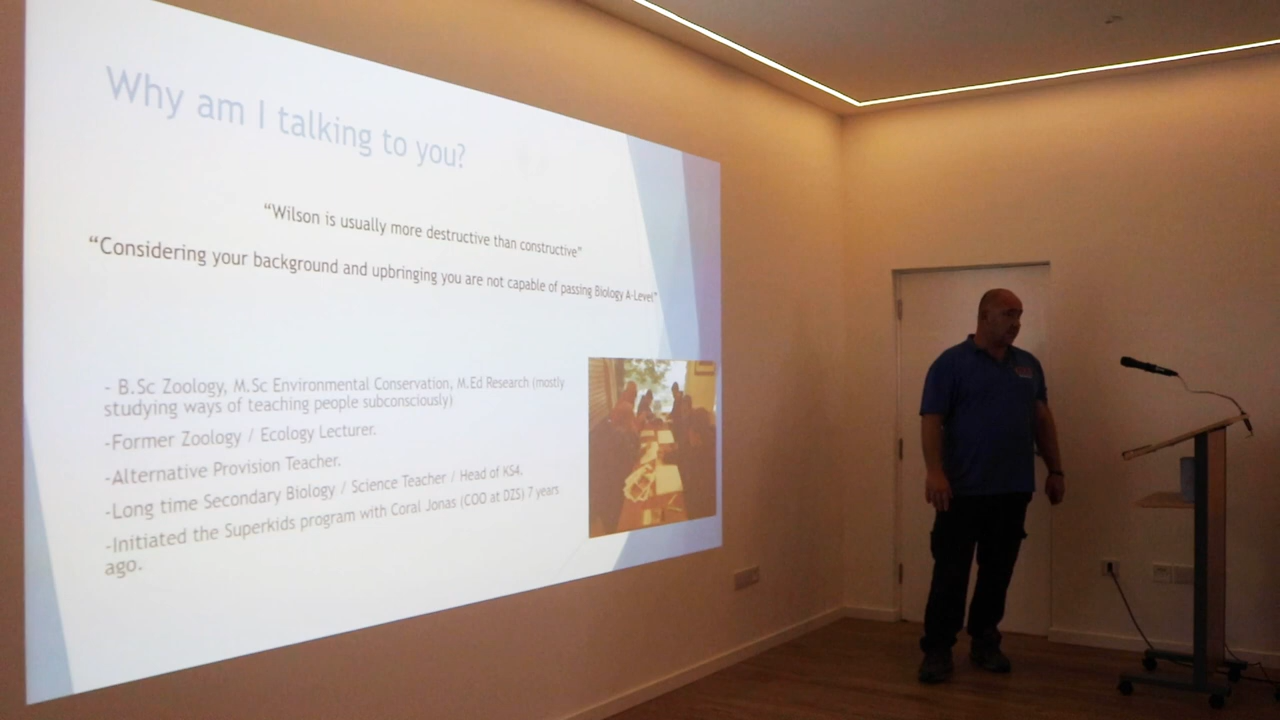 Why am I talking to you?
“Wilson is usually more destructive than constructive”
“Considering your background and upbringing you are not capable of passing Biology A-Level”
- B.Sc Zoology, M.Sc Environmental Conservation, M.Ed Research (mostly
studying ways of teaching people subconsciously)
-Former Zoology / Ecology Lecturer.
-Alternative Provision Teacher.
-Long time Secondary Biology / Science Teacher / Head of KS4.
-Initiated the Superkids program with Coral Jonas (COO at DZS) 7 years
ago.